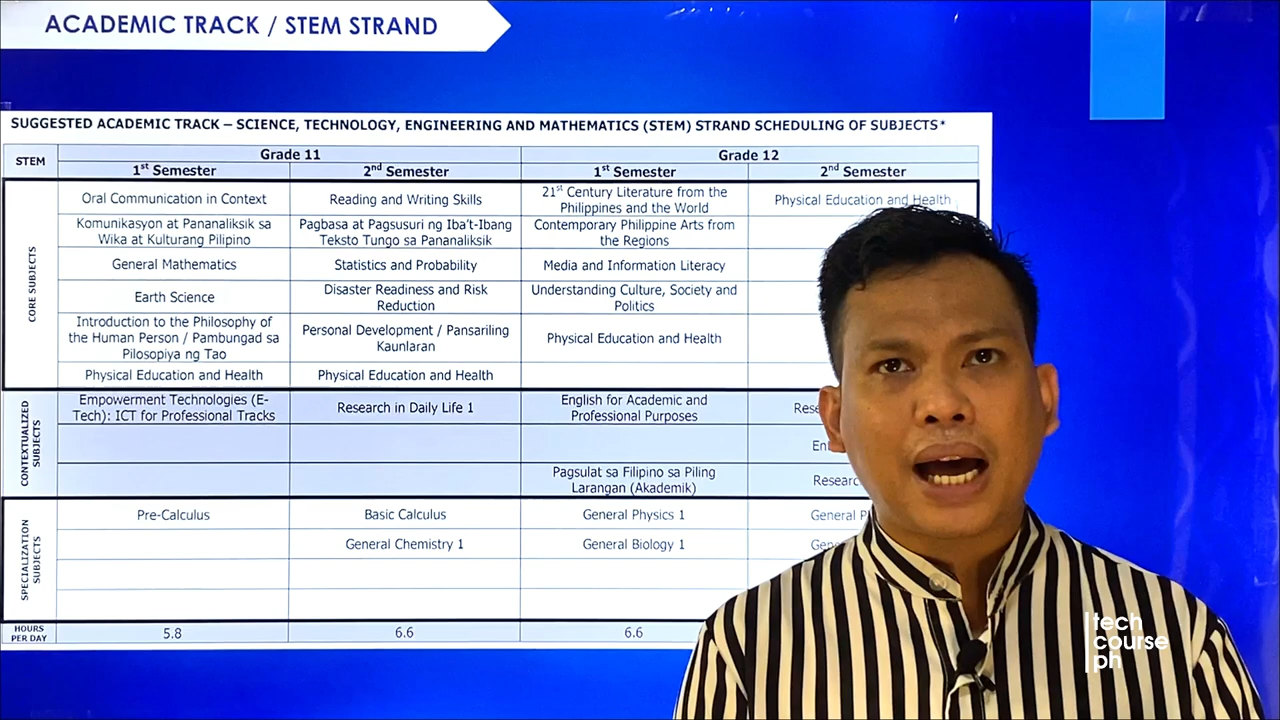 ACADEMIC TRACK / STEM STRAND
SUGGESTED ACADEMIC TRACK – SCIENCE, TECHNOLOGY, ENGINEERING AND MATHEMATICS (STEM) STRAND SCHEDULING OF SUBJECTS*
STEM
Grade 11
Grade 12
1st Semester
2nd Semester
1st Semester
2nd Semester
CORE SUBJECTS
Oral Communication in Context
Reading and Writing Skills
21st Century Literature from the
Philippines and the World
Physical Education and Health
Komunikasyon at Pananaliksik sa
Wika at Kulturang Pilipino
Pagbasa at Pagsusuri ng Iba't-Ibang
Teksto Tungo sa Pananaliksik
Contemporary Philippine Arts from
the Regions
General Mathematics
Statistics and Probability
Media and Information Literacy
Earth Science
Disaster Readiness and Risk
Reduction
Understanding Culture, Society and
Politics
Introduction to the Philosophy of
the Human Person / Pambungad sa
Pilosopiya ng Tao
Personal Development / Pansariling
Kaunlaran
Physical Education and Health
Physical Education and Health
Physical Education and Health
CONTEXTUALIZED
SUBJECTS
Empowerment Technologies (E-
Tech): ICT for Professional Tracks
Research in Daily Life 1
English for Academic and
Professional Purposes
Pagsulat sa Filipino sa Piling
Larangan (Akademik)
SPECIALIZATION
SUBJECTS
Pre-Calculus
Basic Calculus
General Physics 1
General
General Chemistry 1
General Biology 1
HOURS
PER DAY
5.8
6.6
6.6
tech
course
ph